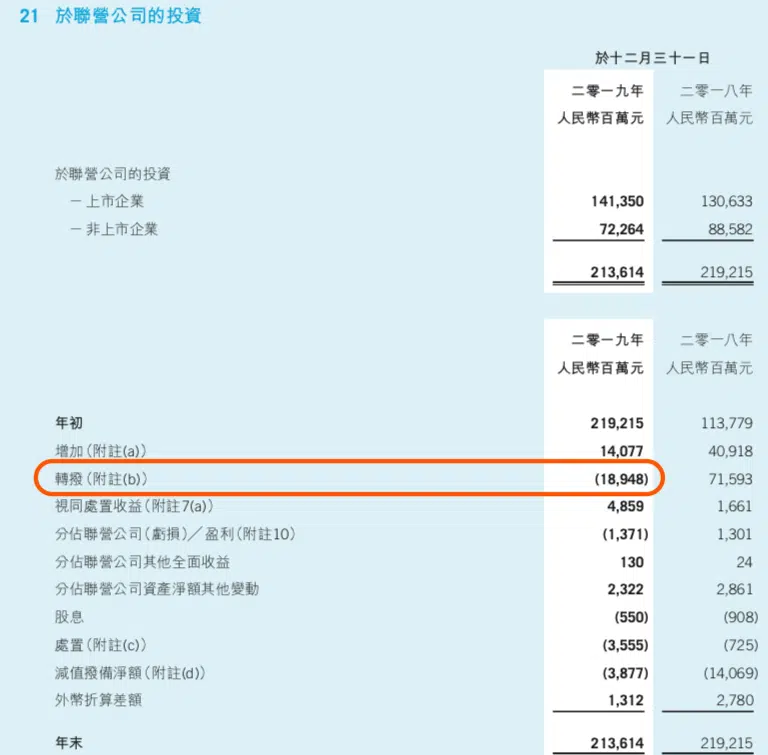 21 於聯營公司的投資
於十二月三十一日
二零一九年 二零一八年
人民幣百萬元 人民幣百萬元
於聯營公司的投資
－上市企業 141,350 130,633
－非上市企業 72,264 88,582
213,614 219,215
二零一九年 二零一八年
人民幣百萬元 人民幣百萬元
年初 219,215 113,779
增加(附註(a)) 14,077 40,918
轉撥(附註(b)) (18,948) 71,593
視同處置收益(附註7(a)) 4,859 1,661
分佔聯營公司(虧損)／盈利(附註10) (1,371) 1,301
分佔聯營公司其他全面收益 130 24
分佔聯營公司資產淨額其他變動 2,322 2,861
股息 (550) (908)
處置(附註(c)) (3,555) (725)
減值撥備淨額(附註(d)) (3,877) (14,069)
外幣折算差額 1,312 2,780
年末 213,614 219,215